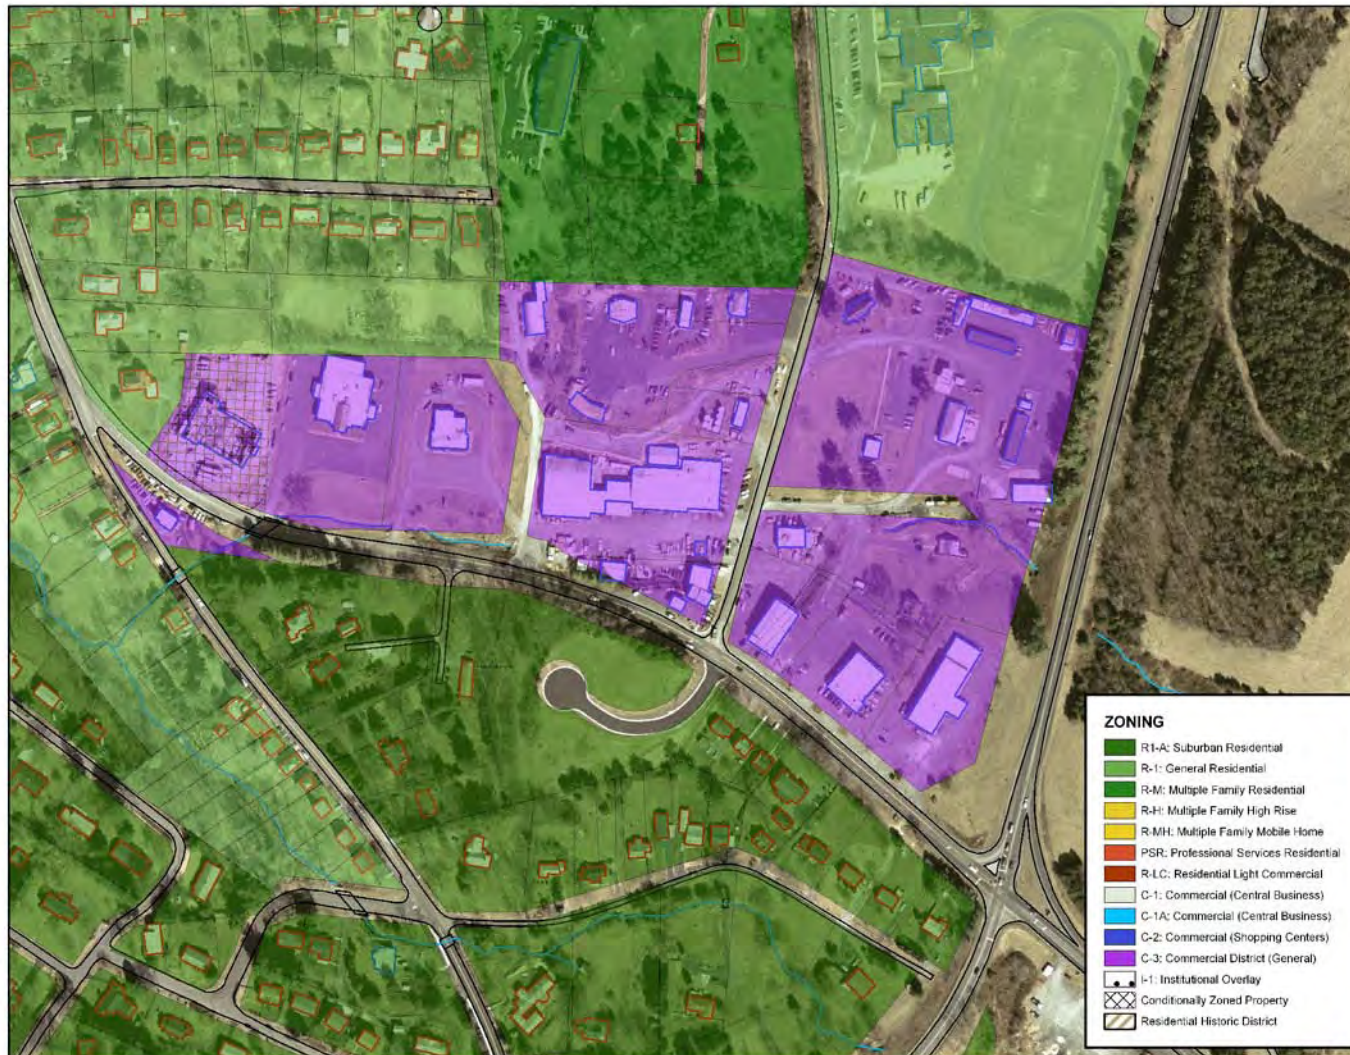 ZONING
R1-A: Suburban Residential
R-1: General Residential
R-M: Multiple Family Residential
R-H: Multiple Family High Rise
R-MH: Multiple Family Mobile Home
PSR: Professional Services Residential
R-LC: Residential Light Commercial
C-1: Commercial (Central Business)
C-1A: Commercial (Central Business)
C-2: Commercial (Shopping Centers)
C-3: Commercial District (General)
I-1: Institutional Overlay
Conditionally Zoned Property
Residential Historic District